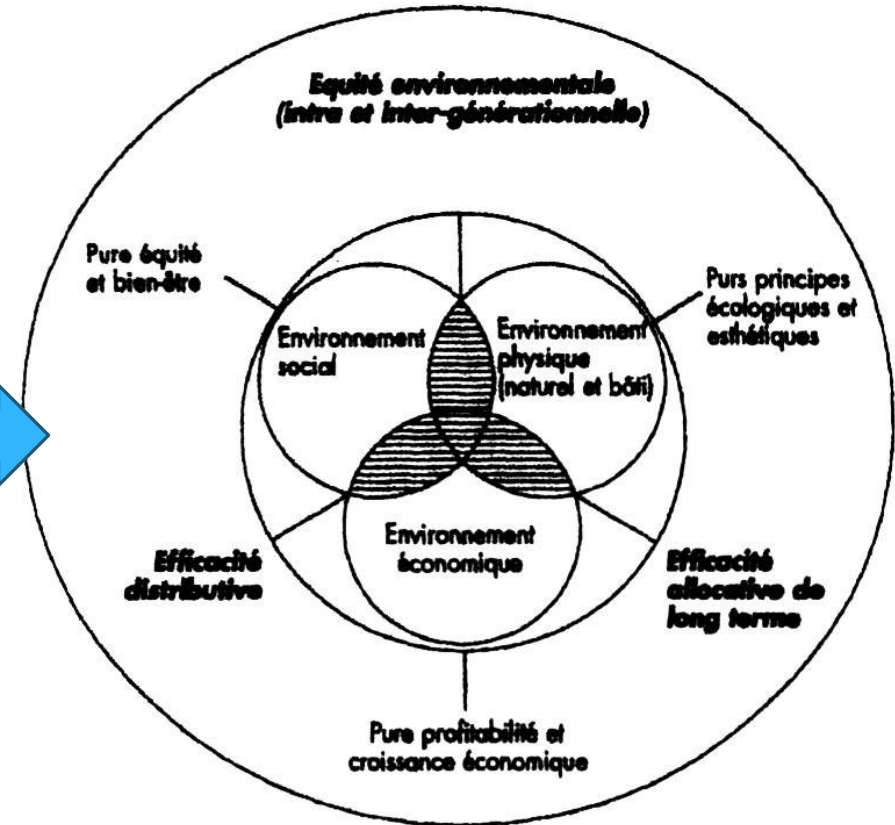 Equité environnementale
(intra et inter-générationnelle)
Pure équité
et bien-être
Purs principes
écologiques et
esthétiques
Environnement
social
Environnement
physique
(naturel et bâti)
Environnement
économique
Efficacité
distributive
Efficacité
allocative de
long terme
Pure profitabilité et
croissance économique